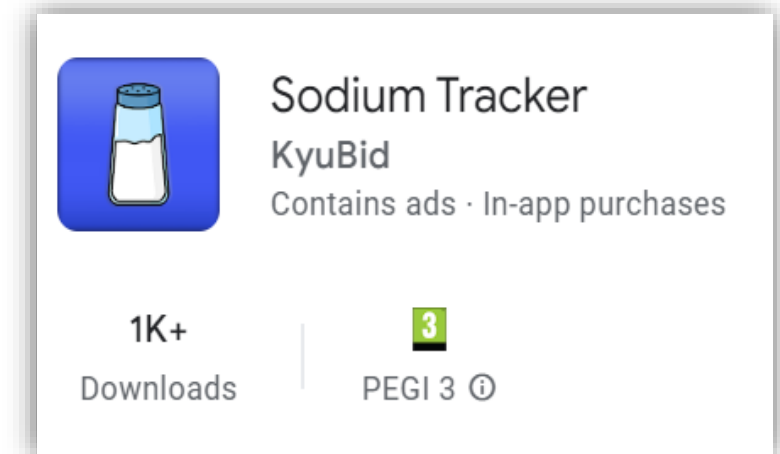 Sodium Tracker
KyuBid
Contains ads · In-app purchases
1K+
Downloads
3
PEGI 3